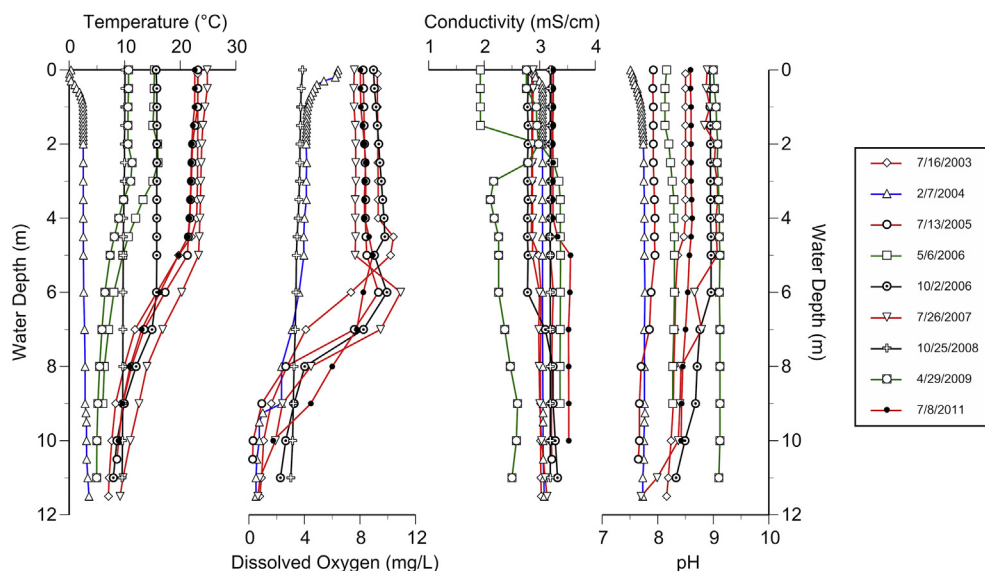 Temperature (°C)
0 10 20 30
Conductivity (mS/cm)
1 2 3 4
Water Depth (m)
0
2
4
6
8
10
12
0 4 8 12
Dissolved Oxygen (mg/L)
7 8 9 10
pH
Water Depth (m)
0
2
4
6
8
10
12
7/16/2003
2/7/2004
7/13/2005
5/6/2006
10/2/2006
7/26/2007
10/25/2008
4/29/2009
7/8/2011